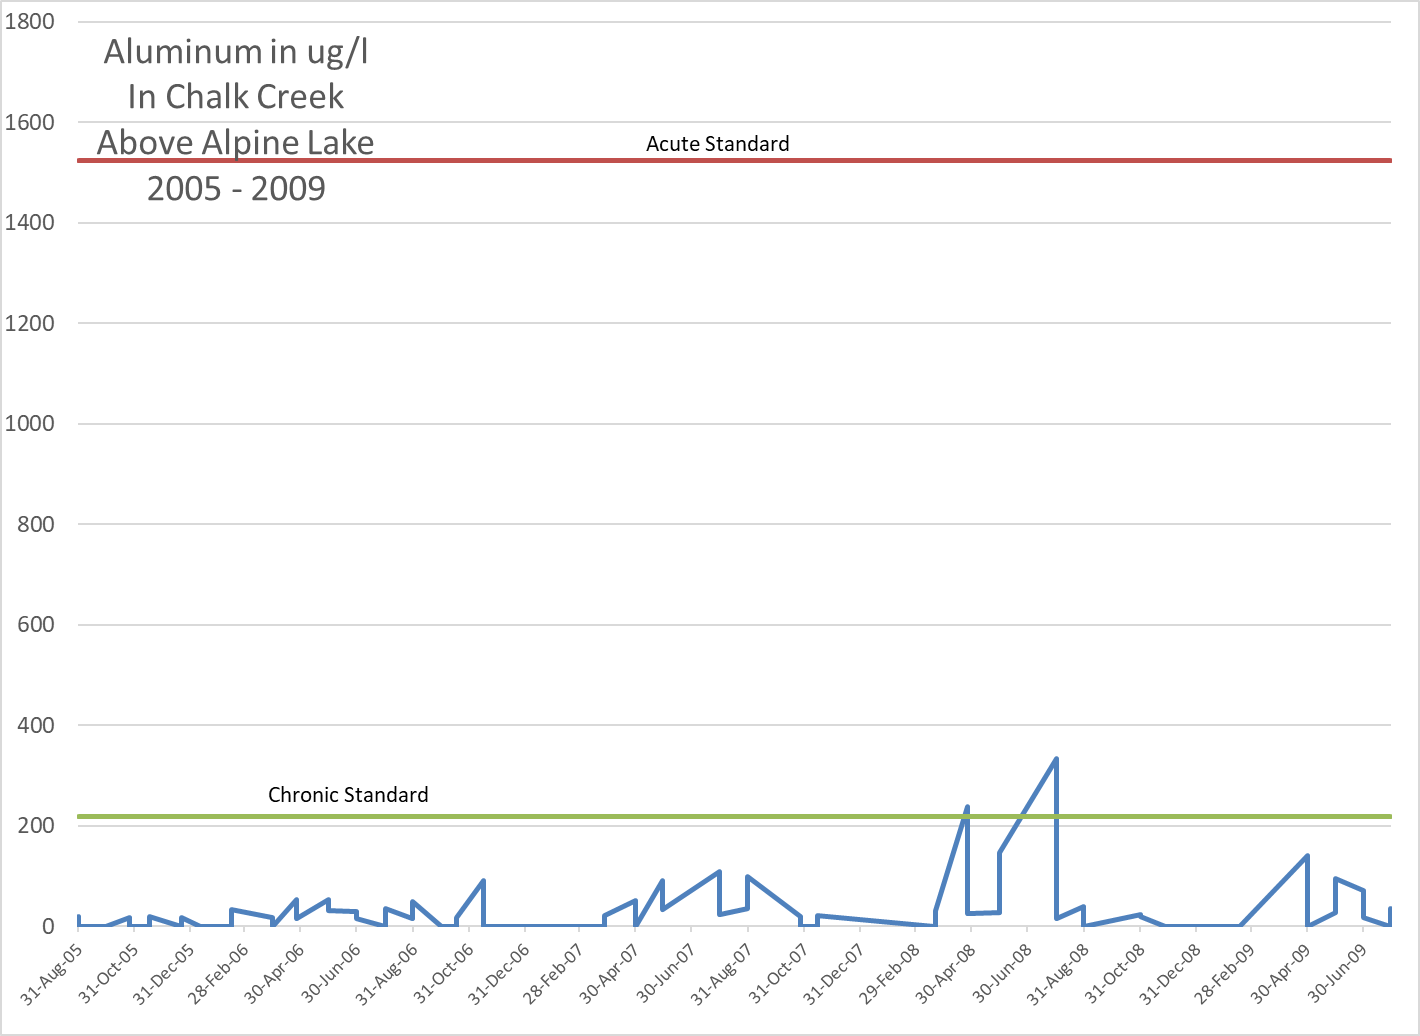 1800
1600
1400
1200
1000
800
600
400
200
0
Aluminum in ug/l
In Chalk Creek
Above Alpine Lake
2005 - 2009
Acute Standard
Chronic Standard
31-Aug-05
31-Oct-05
31-Dec-05
28-Feb-06
30-Apr-06
30-Jun-06
31-Aug-06
31-Oct-06
31-Dec-06
28-Feb-07
30-Apr-07
30-Jun-07
31-Aug-07
31-Oct-07
31-Dec-07
29-Feb-08
30-Apr-08
30-Jun-08
31-Aug-08
31-Oct-08
31-Dec-08
28-Feb-09
30-Apr-09
30-Jun-09